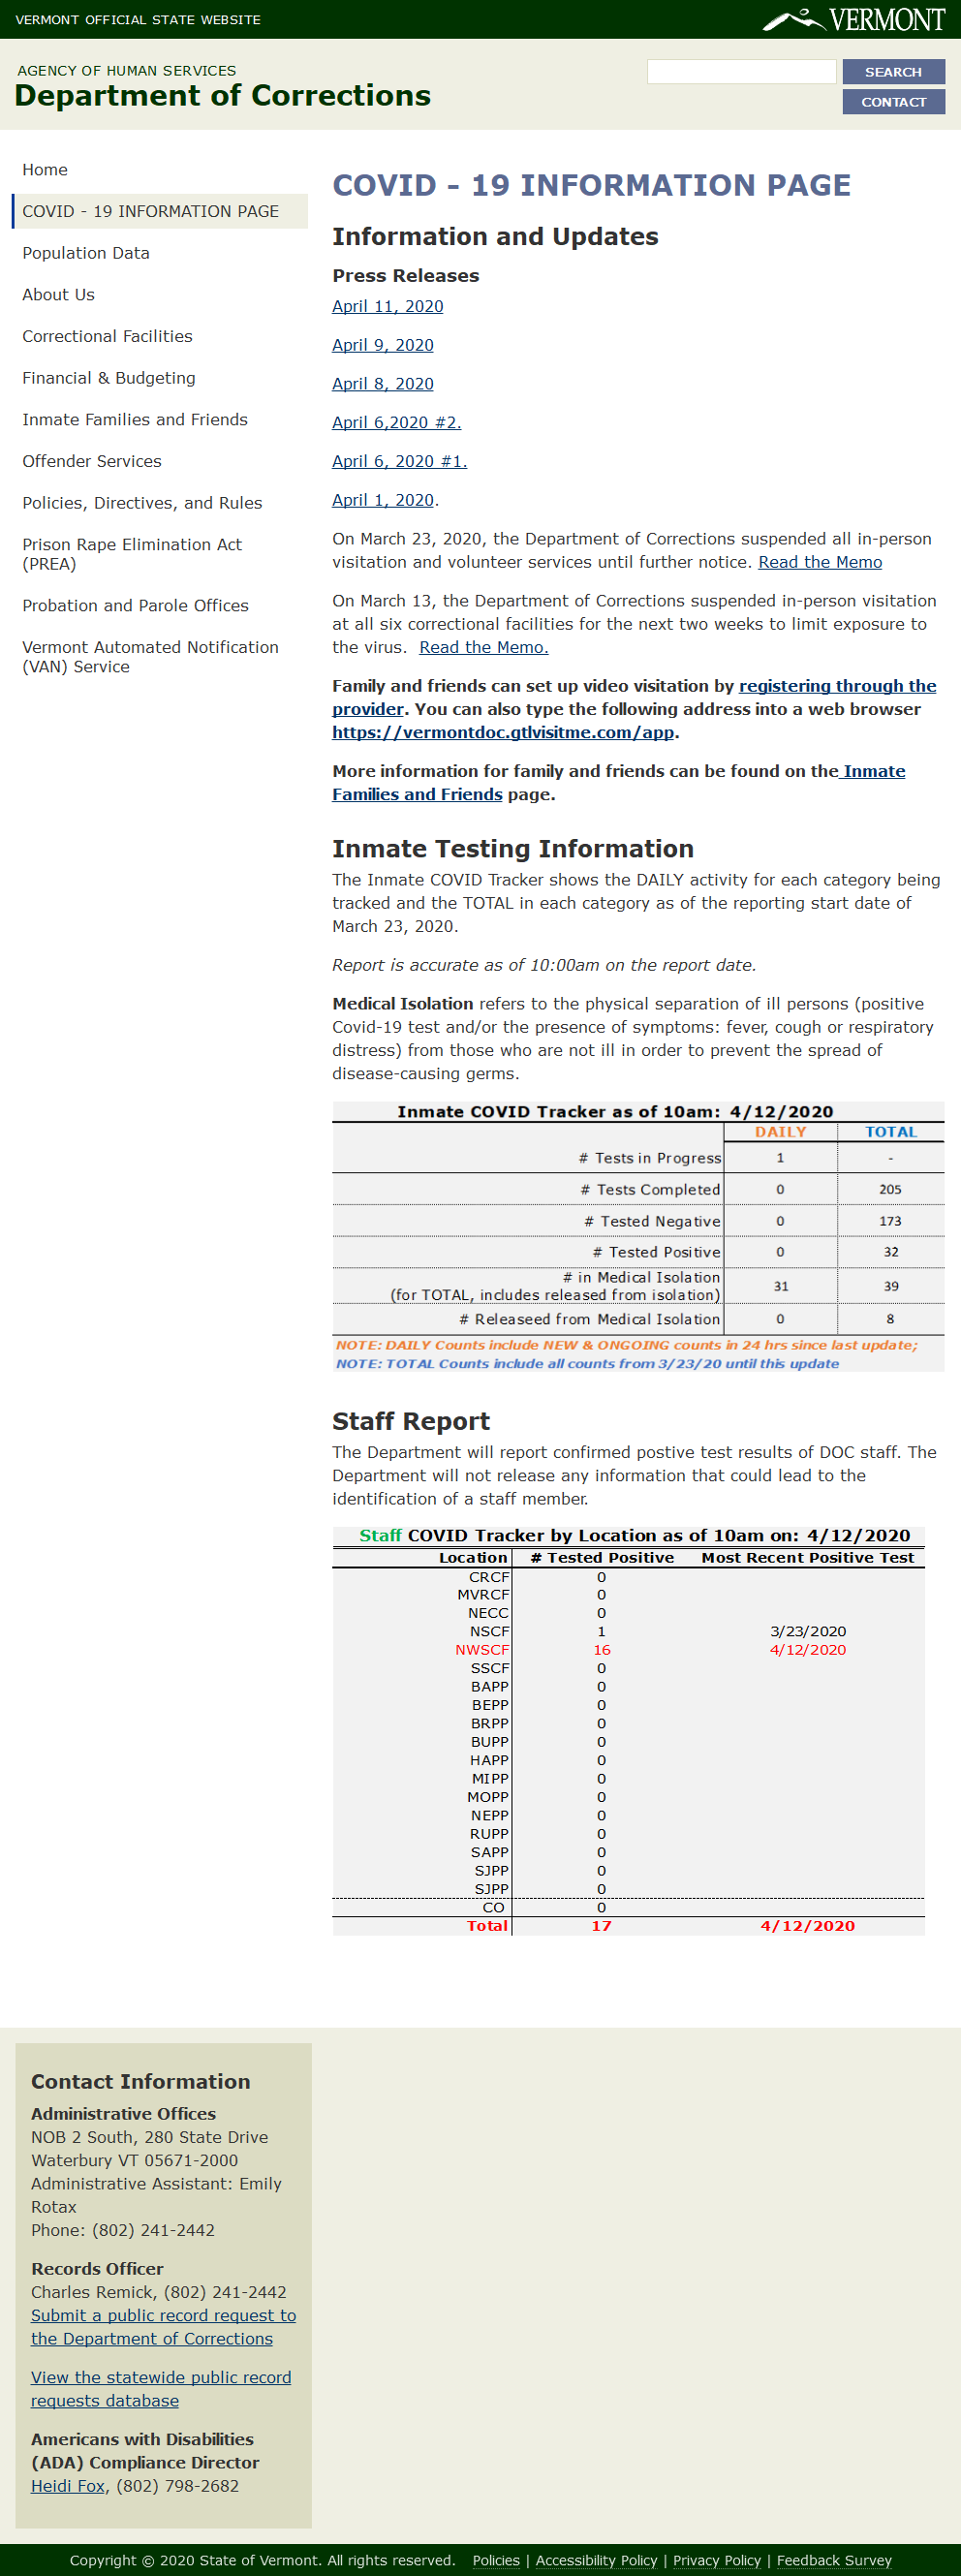 VERMONT OFFICIAL STATE WEBSITE
VERMONT
AGENCY OF HUMAN SERVICES
Department of Corrections
SEARCH
CONTACT
Home
COVID - 19 INFORMATION PAGE
Population Data
About Us
Correctional Facilities
Financial & Budgeting
Inmate Families and Friends
Offender Services
Policies, Directives, and Rules
Prison Rape Elimination Act
(PREA)
Probation and Parole Offices
Vermont Automated Notification
(VAN) Service
COVID - 19 INFORMATION PAGE
Information and Updates
Press Releases
April 11, 2020
April 9, 2020
April 8, 2020
April 6,2020 #2.
April 6, 2020 #1.
April 1, 2020.
On March 23, 2020, the Department of Corrections suspended all in-person
visitation and volunteer services until further notice. Read the Memo
On March 13, the Department of Corrections suspended in-person visitation
at all six correctional facilities for the next two weeks to limit exposure to
the virus.  Read the Memo.
Family and friends can set up video visitation by registering through the
provider. You can also type the following address into a web browser
https://vermontdoc.gtlvisitme.com/app.
More information for family and friends can be found on the Inmate
Families and Friends page.
Inmate Testing Information
The Inmate COVID Tracker shows the DAILY activity for each category being
tracked and the TOTAL in each category as of the reporting start date of
March 23, 2020.
Report is accurate as of 10:00am on the report date.
Medical Isolation refers to the physical separation of ill persons (positive
Covid-19 test and/or the presence of symptoms: fever, cough or respiratory
distress) from those who are not ill in order to prevent the spread of
disease-causing germs.
Inmate COVID Tracker as of 10am: 4/12/2020
DAILY TOTAL
# Tests in Progress 1 -
# Tests Completed 0 205
# Tested Negative 0 173
# Tested Positive 0 32
# in Medical Isolation
(for TOTAL, includes released from isolation) 31 39
# Releaseed from Medical Isolation 0 8
NOTE: DAILY Counts include NEW & ONGOING counts in 24 hrs since last update;
NOTE: TOTAL Counts include all counts from 3/23/20 until this update
Staff Report
The Department will report confirmed postive test results of DOC staff. The
Department will not release any information that could lead to the
identification of a staff member.
Staff COVID Tracker by Location as of 10am on: 4/12/2020
Location # Tested Positive Most Recent Positive Test
CRCF 0
MVRCF 0
NECC 0
NSCF 1 3/23/2020
NWSCF 16 4/12/2020
SSCF 0
BAPP 0
BEPP 0
BRPP 0
BUPP 0
HAPP 0
MIPP 0
MOPP 0
NEPP 0
RUPP 0
SAPP 0
SJPP 0
SJPP 0
CO 0
Total 17 4/12/2020
Contact Information
Administrative Offices
NOB 2 South, 280 State Drive
Waterbury VT 05671-2000
Administrative Assistant: Emily
Rotax
Phone: (802) 241-2442
Records Officer
Charles Remick, (802) 241-2442
Submit a public record request to
the Department of Corrections
View the statewide public record
requests database
Americans with Disabilities
(ADA) Compliance Director
Heidi Fox, (802) 798-2682
Copyright © 2020 State of Vermont. All rights reserved. Policies | Accessibility Policy | Privacy Policy | Feedback Survey